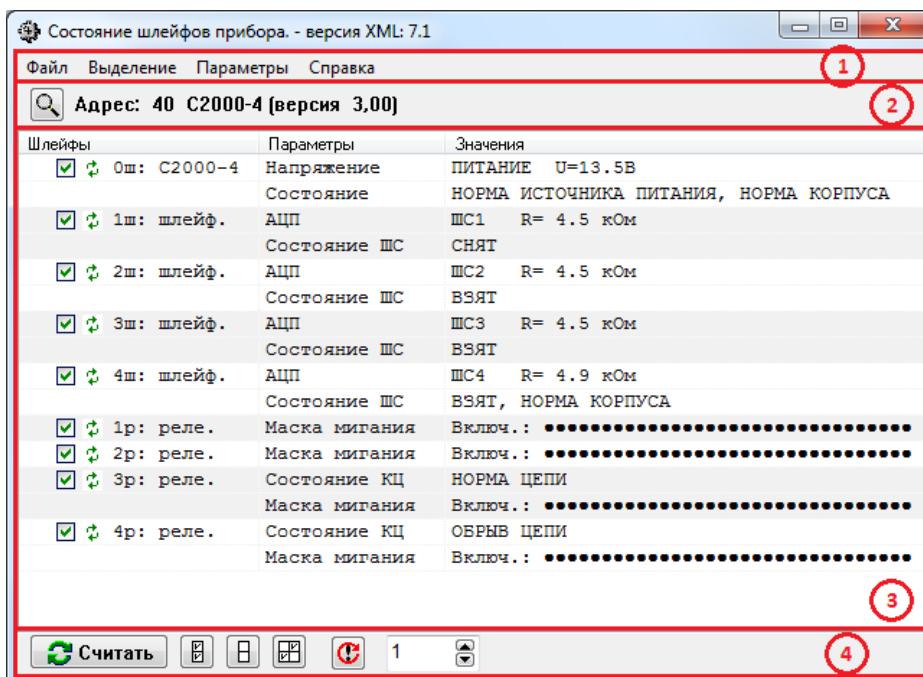 Состояние шлейфов прибора. - версия XML: 7.1
Файл Выделение Параметры Справка
1
Адрес: 40 С2000-4 (версия 3,00)
2
Шлейфы Параметры Значения
0ш: С2000-4 Напряжение ПИТАНИЕ U=13.5В
Состояние НОРМА ИСТОЧНИКА ПИТАНИЯ, НОРМА КОРПУСА
1ш: шлейф. АЦП ШС1 R= 4.5 кОм
Состояние ШС СНЯТ
2ш: шлейф. АЦП ШС2 R= 4.5 кОм
Состояние ШС ВЗЯТ
3ш: шлейф. АЦП ШС3 R= 4.5 кОм
Состояние ШС ВЗЯТ
4ш: шлейф. АЦП ШС4 R= 4.9 кОм
Состояние ШС ВЗЯТ, НОРМА КОРПУСА
1р: реле. Маска мигания Включ.: ●●●●●●●●●●●●●●●●●●●●●●●●●●●●●●●●
2р: реле. Маска мигания Включ.: ●●●●●●●●●●●●●●●●●●●●●●●●●●●●●●●●
3р: реле. Состояние КЦ НОРМА ЦЕПИ
Маска мигания Включ.: ●●●●●●●●●●●●●●●●●●●●●●●●●●●●●●●●
4р: реле. Состояние КЦ ОБРЫВ ЦЕПИ
Маска мигания Включ.: ●●●●●●●●●●●●●●●●●●●●●●●●●●●●●●●●
3
Считать 1
4